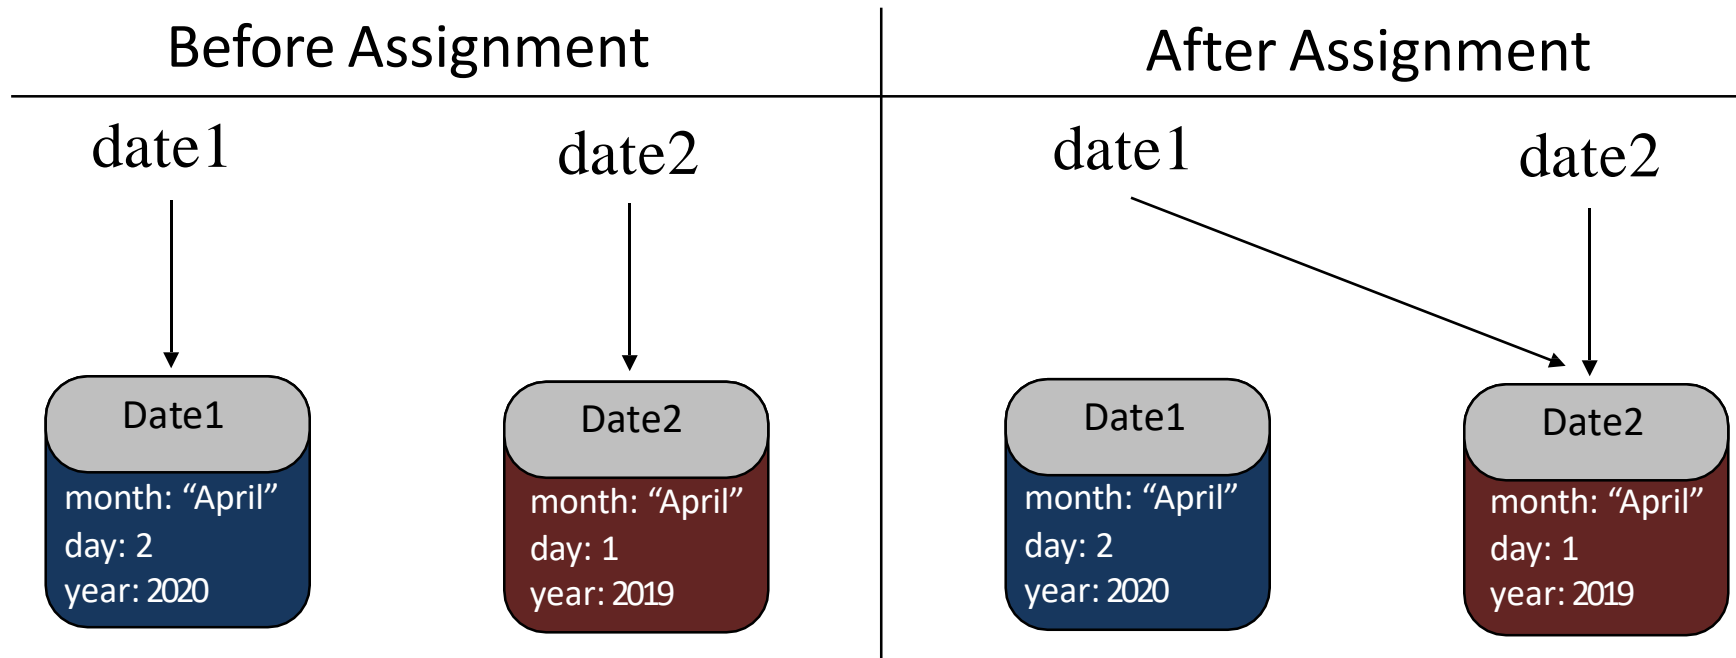 Before Assignment
After Assignment
date1
date2
date1
date2
Date1
month: “April”
day: 2
year: 2020
Date2
month: “April”
day: 1
year: 2019
Date1
month: “April”
day: 2
year: 2020
Date2
month: “April”
day: 1
year: 2019